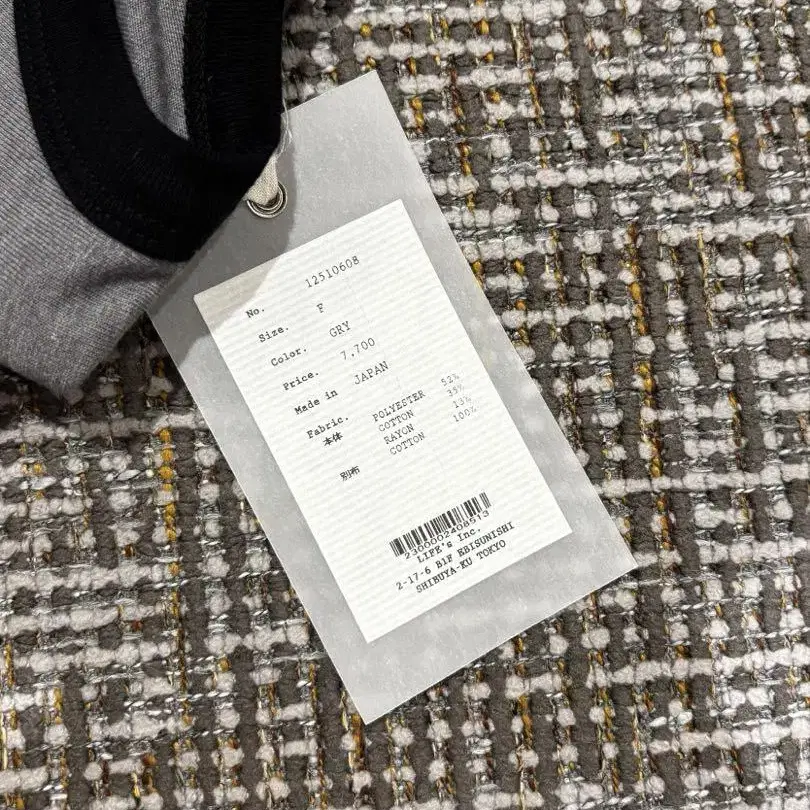 No. 12510608
Size. F
Color. GRY
Price. 7,700
Made in JAPAN
Fabric.
本体 POLYESTER 52%
COTTON 35%
RAYON 13%
別布 COTTON 100%
2300002408513
LIFE's Inc.
2-17-6 B1F EBISUNISHI
SHIBUYA-KU TOKYO